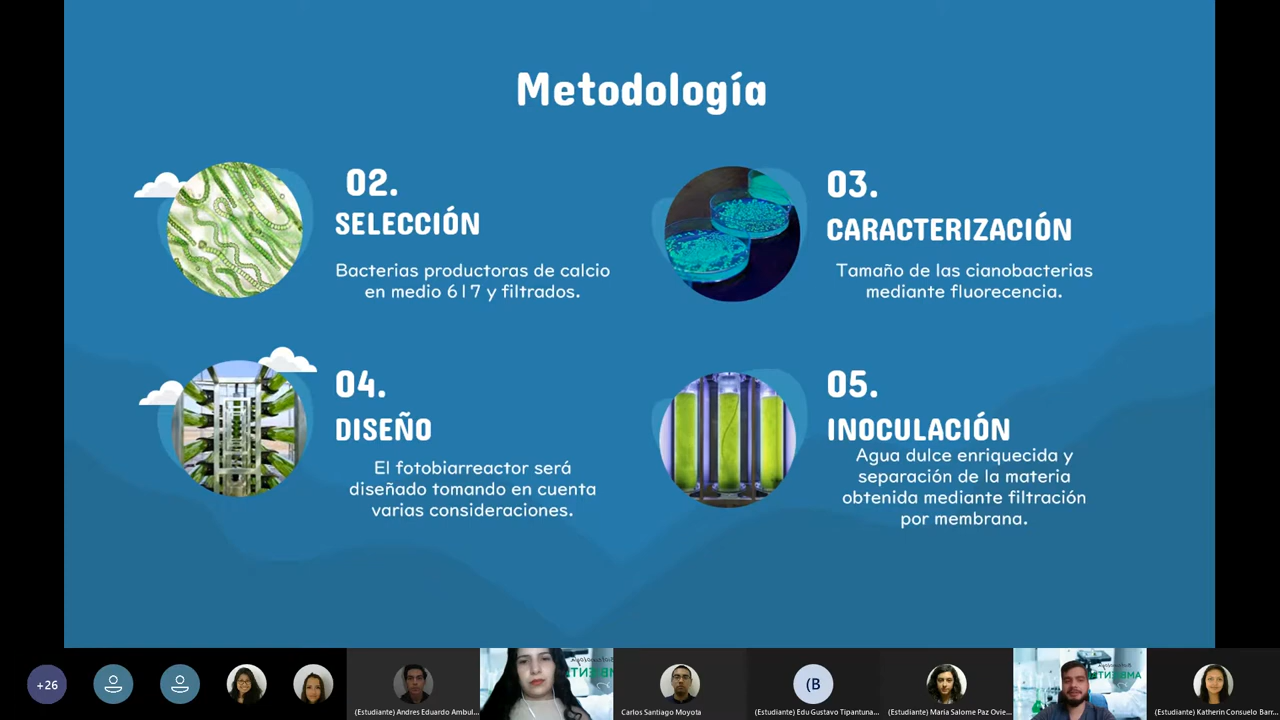 Metodología
02.
SELECCIÓN
Bacterias productoras de calcio
en medio 617 y filtrados.
03.
CARACTERIZACIÓN
Tamaño de las cianobacterias
mediante fluorecencia.
04.
DISEÑO
El fotobiarreactor será
diseñado tomando en cuenta
varias consideraciones.
05.
INOCULACIÓN
Agua dulce enriquecida y
separación de la materia
obtenida mediante filtración
por membrana.
+26
(Estudiante) Andres Eduardo Ambul...
Carlos Santiago Moyota
(B
(Estudiante) Edu Gustavo Tipantuna...
(Estudiante) Maria Salome Paz Ovie...
(Estudiante) Katherin Consuelo Barr...